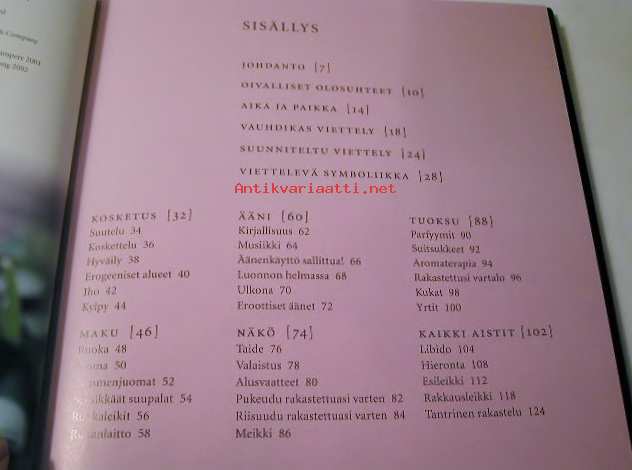 Company
2001
2002
SISÄLLYS
JOHDANTO [7]
OIVALLISET OLOSUHTEET [10]
AIKA JA PAIKKA [14]
VAUHDIKAS VIETTELY [18]
SUUNNITELTU VIETTELY [24]
VIETTELEVÄ SYMBOLIIKKA [28]
Antikvariaatti.net
KOSKETUS [32]
Suutelu 34
Koskettelu 36
Hyväily 38
Erogeeniset alueet 40
Iho 42
Kylpy 44
ÄÄNI [60]
Kirjallisuus 62
Musiikki 64
Äänenkäyttö sallittua! 66
Luonnon helmassa 68
Ulkona 70
Eroottiset äänet 72
TUOKSU [88]
Parfyymit 90
Suitsukkeet 92
Aromaterapia 94
Rakastettusi vartalo 96
Kukat 98
Yrtit 100
MAKU [46]
Ruoka 48
50
52
suupalat 54
56
58
NÄKÖ [74]
Taide 76
Valaistus 78
Alusvaatteet 80
Pukeudu rakastettuasi varten 82
Riisuudu rakastettuasi varten 84
Meikki 86
KAIKKI AISTIT [102]
Libido 104
Hieronta 108
Esileikki 112
Rakkausleikki 118
Tantrinen rakastelu 124